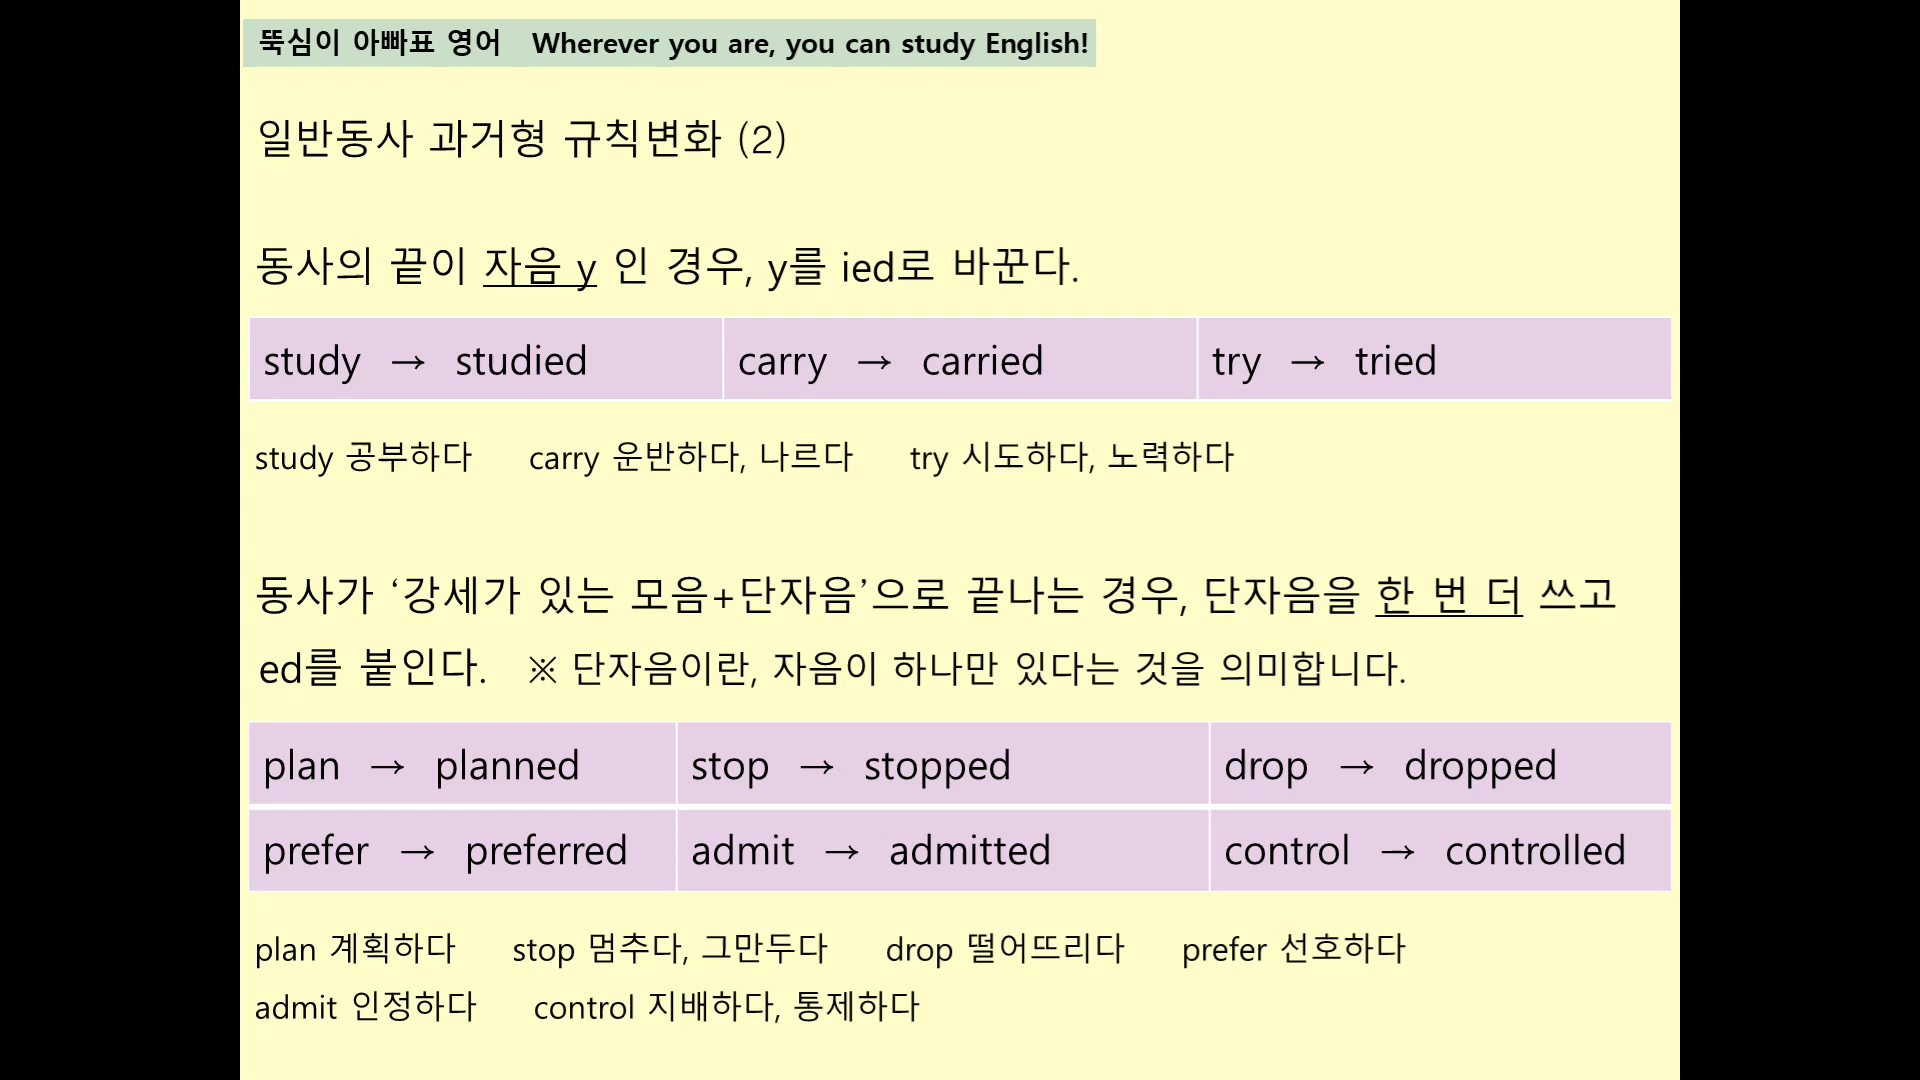 뚝심이 아빠표 영어 Wherever you are, you can study English!
일반동사 과거형 규칙변화 (2)
동사의 끝이 자음 y 인 경우, y를 ied로 바꾼다.
study → studied carry → carried try → tried
study 공부하다 carry 운반하다, 나르다 try 시도하다, 노력하다
동사가 ‘강세가 있는 모음+단자음’으로 끝나는 경우, 단자음을 한 번 더 쓰고
ed를 붙인다. ※ 단자음이란, 자음이 하나만 있다는 것을 의미합니다.
plan → planned stop → stopped drop → dropped
prefer → preferred admit → admitted control → controlled
plan 계획하다 stop 멈추다, 그만두다 drop 떨어뜨리다 prefer 선호하다
admit 인정하다 control 지배하다, 통제하다